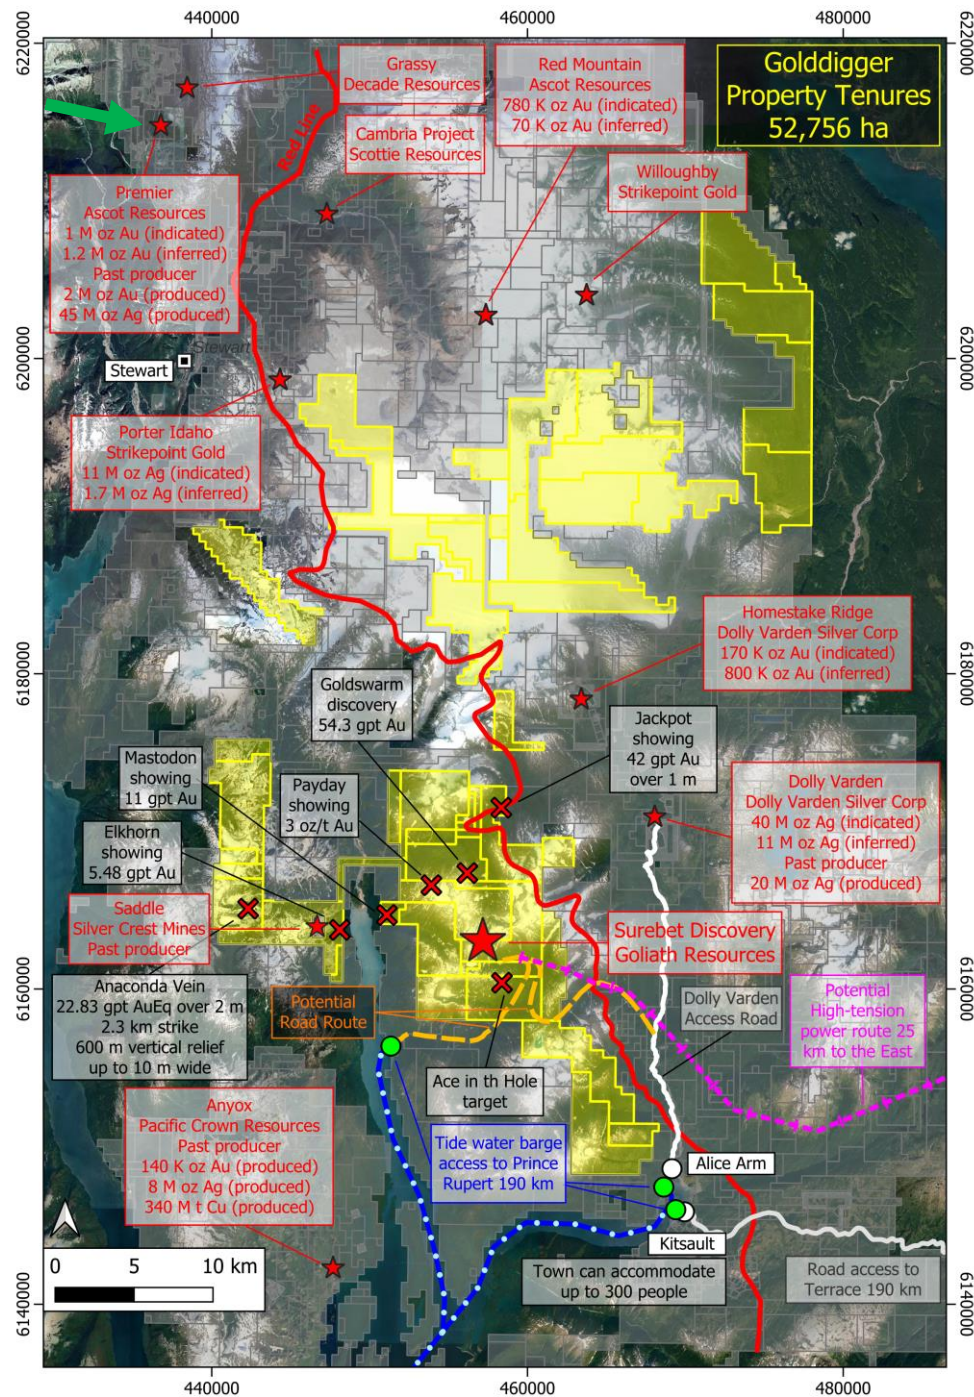 440000
460000
480000
6220000
6220000
Golddigger
Property Tenures
52,756 ha
Grassy
Decade Resources
Red Mountain
Ascot Resources
780 K oz Au (indicated)
70 K oz Au (inferred)
Red Line
Cambria Project
Scottie Resources
Willoughby
Strikepoint Gold
Premier
Ascot Resources
1 M oz Au (indicated)
1.2 M oz Au (inferred)
Past producer
2 M oz Au (produced)
45 M oz Ag (produced)
6200000
6200000
Stewart
Stewart
Porter Idaho
Strikepoint Gold
11 M oz Ag (indicated)
1.7 M oz Ag (inferred)
Homestake Ridge
Dolly Varden Silver Corp
170 K oz Au (indicated)
800 K oz Au (inferred)
6180000
6180000
Goldswarm
discovery
54.3 gpt Au
Jackpot
showing
42 gpt Au
over 1 m
Mastodon
showing
11 gpt Au
Payday
showing
3 oz/t Au
Dolly Varden
Dolly Varden Silver Corp
40 M oz Ag (indicated)
11 M oz Ag (inferred)
Past producer
20 M oz Ag (produced)
Elkhorn
showing
5.48 gpt Au
Saddle
Silver Crest Mines
Past producer
Surebet Discovery
Goliath Resources
6160000
6160000
Anaconda Vein
22.83 gpt AuEq over 2 m
2.3 km strike
600 m vertical relief
up to 10 m wide
Potential
Road Route
Dolly Varden
Access Road
Potential
High-tension
power route 25
km to the East
Ace in th Hole
target
Anyox
Pacific Crown Resources
Past producer
140 K oz Au (produced)
8 M oz Ag (produced)
340 M t Cu (produced)
Tide water barge
access to Prince
Rupert 190 km
Alice Arm
Kitsault
Town can accommodate
up to 300 people
Road access to
Terrace 190 km
0 5 10 km
6140000
6140000
440000
460000
480000